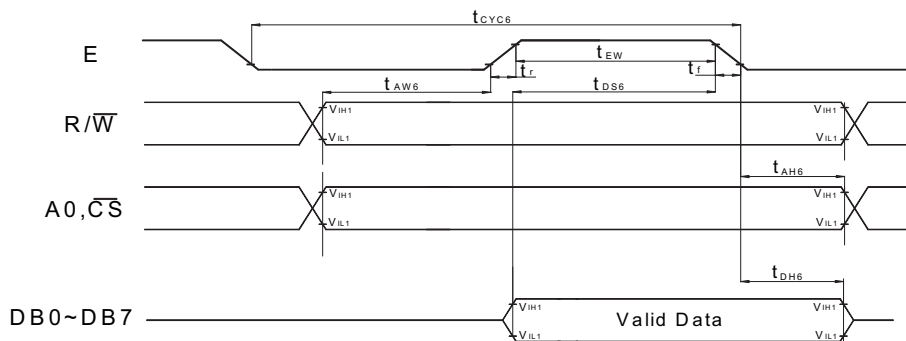 tCYC6
E
tEW
tr
tf
tAW6
tDS6
R/W
VIH1
VIH1
VIL1
VIL1
tAH6
A0,CS
VIH1
VIH1
VIL1
VIL1
tDH6
DB0~DB7
VIH1
Valid Data
VIH1
VIL1
VIL1